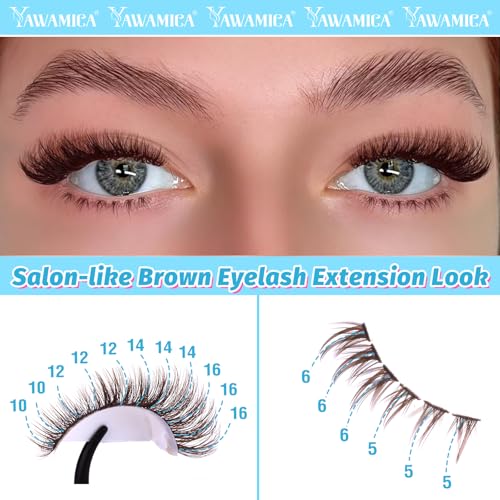 YAWAMICA YAWAMICA YAWAMICA YAWAMICA
Salon-like Brown Eyelash Extension Look
10 10 12 12 12 14 14 14 16 16 16
6 6 6 5 5 5